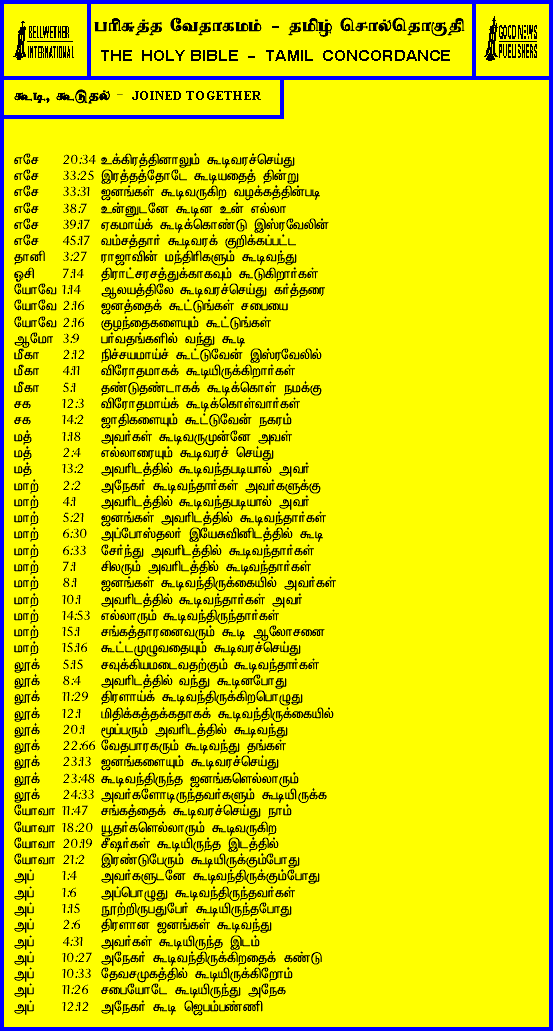 BELLWETHER
INTERNATIONAL
பரிசுத்த வேதாகமம் - தமிழ் சொல்தொகுதி
THE HOLY BIBLE - TAMIL CONCORDANCE
GOOD NEWS
PUBLISHERS
கூடி, கூடுதல் - JOINED TOGETHER
எசே 20:34 உக்கிரத்தினாலும் கூடிவரச்செய்து
எசே 33:25 இரத்தத்தோடே கூடியதைத் தின்று
எசே 33:31 ஜனங்கள் கூடிவருகிற வழக்கத்தின்படி
எசே 38:7 உன்னுடனே கூடின உன் எல்லா
எசே 39:17 ஏகமாய்க் கூடிக்கொண்டு இஸ்ரவேலின்
எசே 45:17 வம்சத்தார் கூடிவரக் குறிக்கப்பட்ட
தானி 3:27 ராஜாவின் மந்திரிகளும் கூடிவந்து
ஓசி 7:14 திராட்சரசத்துக்காகவும் கூடுகிறார்கள்
யோவே 1:14 ஆலயத்திலே கூடிவரச்செய்து கர்த்தரை
யோவே 2:16 ஜனத்தைக் கூட்டுங்கள் சபையை
யோவே 2:16 குழந்தைகளையும் கூட்டுங்கள்
ஆமோ 3:9 பர்வதங்களில் வந்து கூடி
மீகா 2:12 நிச்சயமாய்ச் கூட்டுவேன் இஸ்ரவேலில்
மீகா 4:11 விரோதமாகக் கூடியிருக்கிறார்கள்
மீகா 5:1 தண்டுதண்டாகக் கூடிக்கொள் நமக்கு
சக 12:3 விரோதமாய்க் கூடிக்கொள்வார்கள்
சக 14:2 ஜாதிகளையும் கூட்டுவேன் நகரம்
மத் 1:18 அவர்கள் கூடிவருமுன்னே அவள்
மத் 2:4 எல்லாரையும் கூடிவரச் செய்து
மத் 13:2 அவரிடத்தில் கூடிவந்தபடியால் அவர்
மாற் 2:2 அநேகர் கூடிவந்தார்கள் அவர்களுக்கு
மாற் 4:1 அவரிடத்தில் கூடிவந்தபடியால் அவர்
மாற் 5:21 ஜனங்கள் அவரிடத்தில் கூடிவந்தார்கள்
மாற் 6:30 அப்போஸ்தலர் இயேசுவினிடத்தில் கூடி
மாற் 6:33 சேர்ந்து அவரிடத்தில் கூடிவந்தார்கள்
மாற் 7:1 சிலரும் அவரிடத்தில் கூடிவந்தார்கள்
மாற் 8:1 ஜனங்கள் கூடிவந்திருக்கையில் அவர்கள்
மாற் 10:1 அவரிடத்தில் கூடிவந்தார்கள் அவர்
மாற் 14:53 எல்லாரும் கூடிவந்திருந்தார்கள்
மாற் 15:1 சங்கத்தாரனைவரும் கூடி ஆலோசனை
மாற் 15:16 கூட்டமுழுவதையும் கூடிவரச்செய்து
லூக் 5:15 சவுக்கியமடைவதற்கும் கூடிவந்தார்கள்
லூக் 8:4 அவரிடத்தில் வந்து கூடினபோது
லூக் 11:29 திரளாய்க் கூடிவந்திருக்கிறபொழுது
லூக் 12:1 மிதிக்கத்தக்கதாகக் கூடிவந்திருக்கையில்
லூக் 20:1 மூப்பரும் அவரிடத்தில் கூடிவந்து
லூக் 22:66 வேதபாரகரும் கூடிவந்து தங்கள்
லூக் 23:13 ஜனங்களையும் கூடிவரச்செய்து
லூக் 23:48 கூடிவந்திருந்த ஜனங்களெல்லாரும்
லூக் 24:33 அவர்களோடிருந்தவர்களும் கூடியிருக்க
யோவா 11:47 சங்கத்தைக் கூடிவரச்செய்து நாம்
யோவா 18:20 யூதர்களெல்லாரும் கூடிவருகிற
யோவா 20:19 சீஷர்கள் கூடியிருந்த இடத்தில்
யோவா 21:2 இரண்டுபேரும் கூடியிருக்கும்போது
அப் 1:4 அவர்களுடனே கூடிவந்திருக்கும்போது
அப் 1:6 அப்பொழுது கூடிவந்திருந்தவர்கள்
அப் 1:15 நூற்றிருபதுபேர் கூடியிருந்தபோது
அப் 2:6 திரளான ஜனங்கள் கூடிவந்து
அப் 4:31 அவர்கள் கூடியிருந்த இடம்
அப் 10:27 அநேகர் கூடிவந்திருக்கிறதைக் கண்டு
அப் 10:33 தேவசமுகத்தில் கூடியிருக்கிறோம்
அப் 11:26 சபையோடே கூடியிருந்து அநேக
அப் 12:12 அநேகர் கூடி ஜெபம்பண்ணி